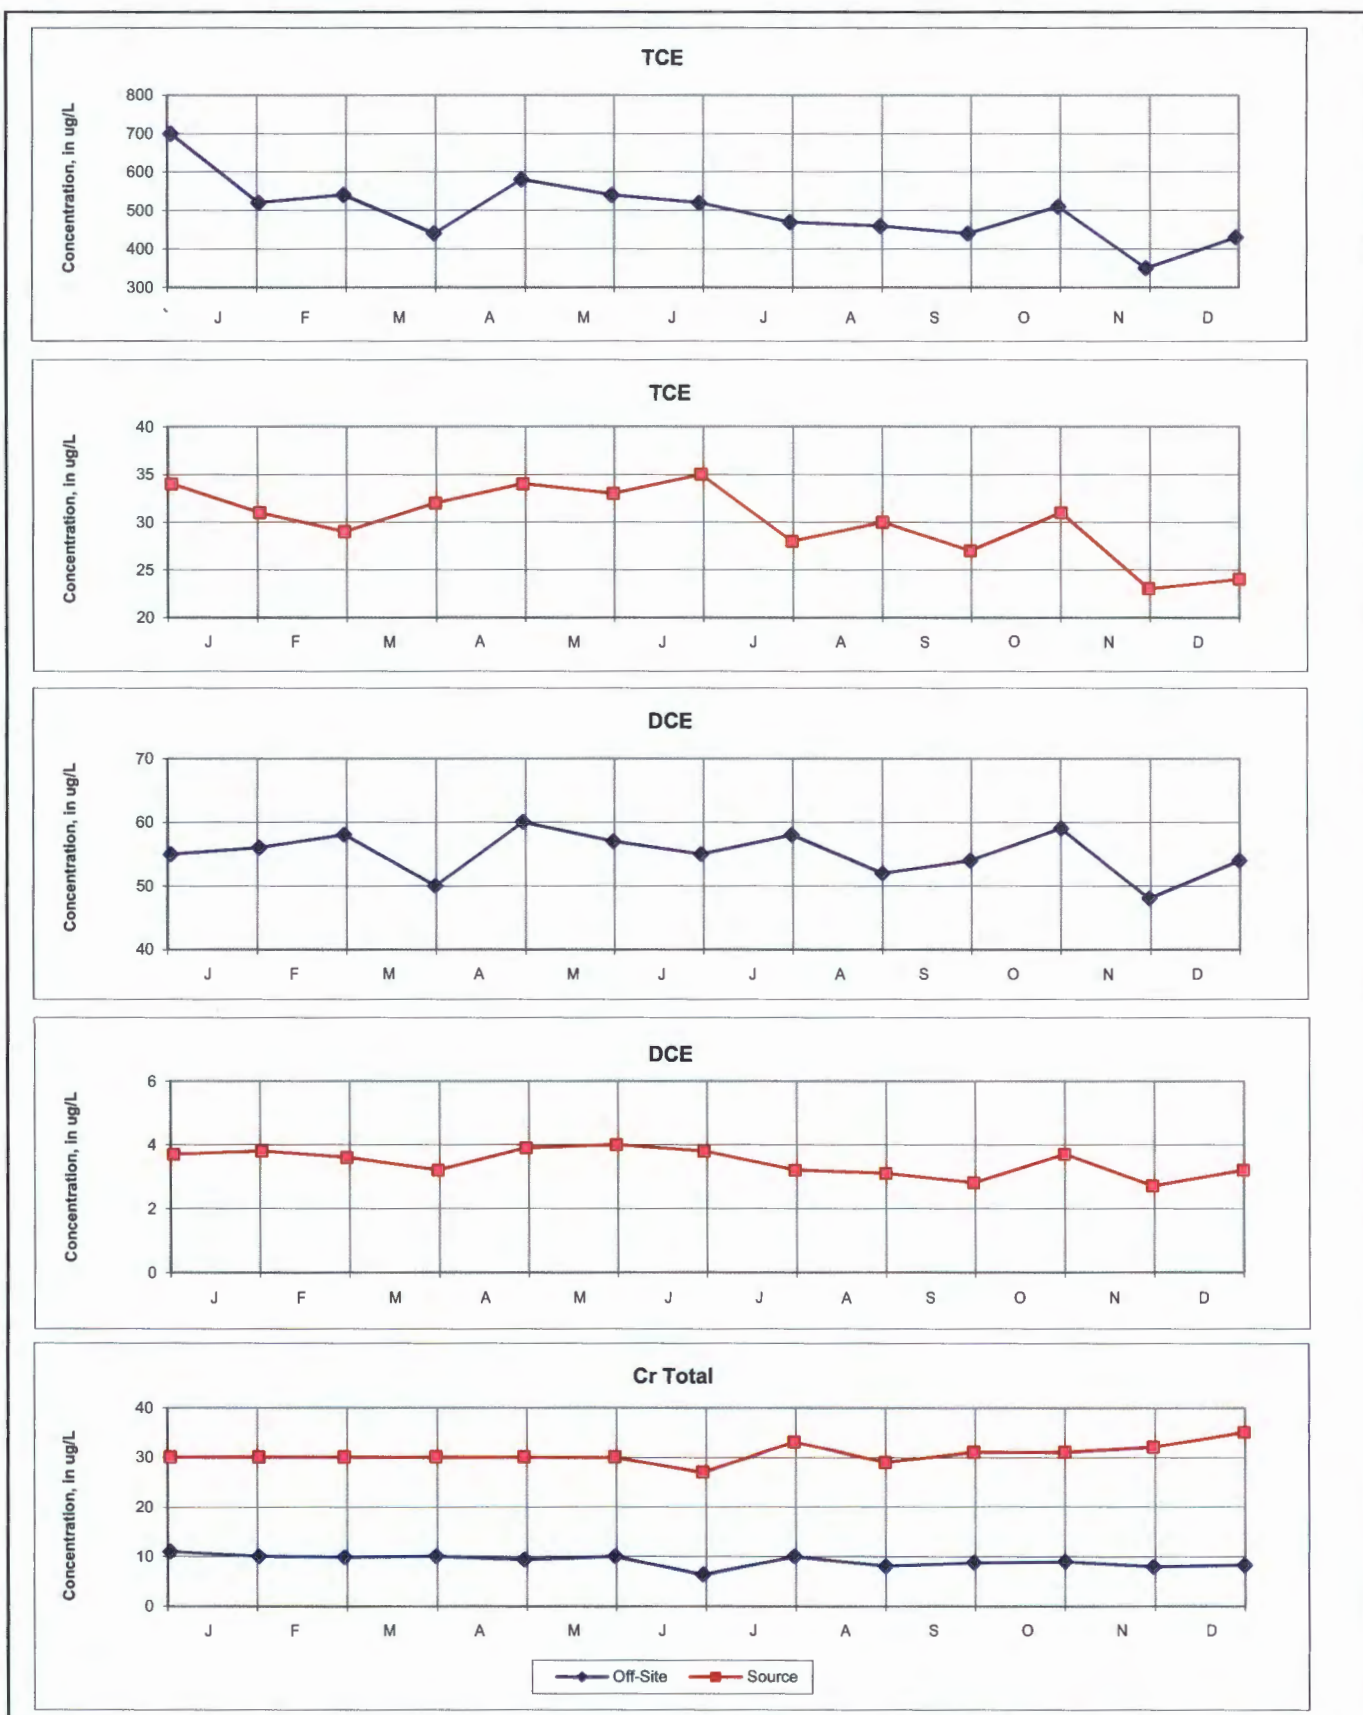 TCE
Concentration, in ug/L
800
700
600
500
400
300
J F M A M J J A S O N D
TCE
Concentration, in ug/L
40
35
30
25
20
J F M A M J J A S O N D
DCE
Concentration, in ug/L
70
60
50
40
J F M A M J J A S O N D
DCE
Concentration, in ug/L
6
4
2
0
J F M A M J J A S O N D
Cr Total
Concentration, in ug/L
40
30
20
10
0
J F M A M J J A S O N D
Off-Site Source